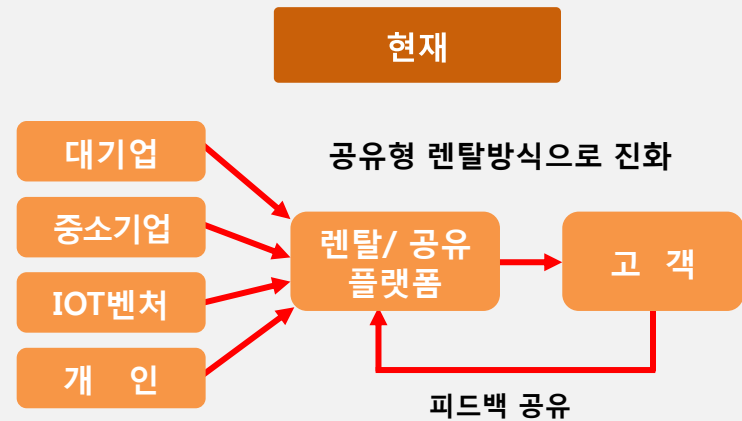 현재
공유형 렌탈방식으로 진화
대기업
중소기업
IOT벤처
개 인
렌탈/ 공유
플랫폼
고 객
피드백 공유